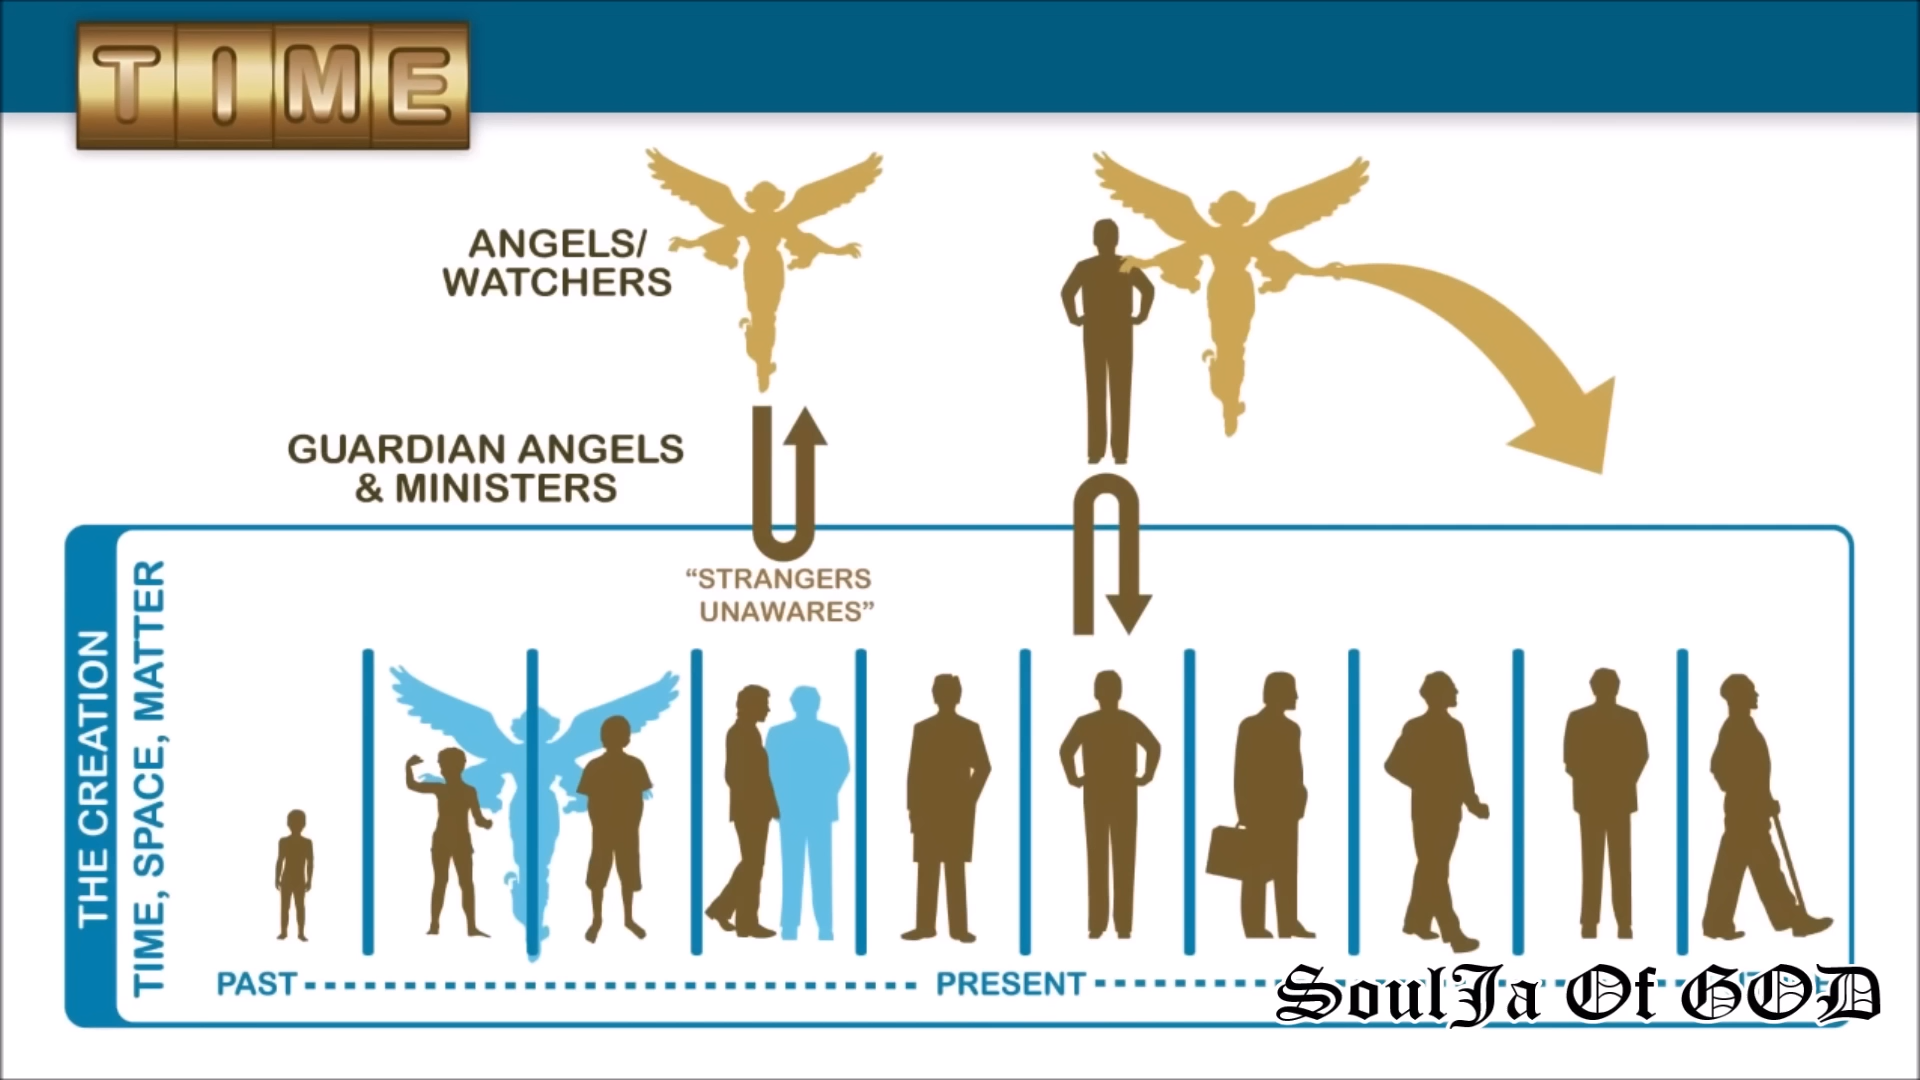 TIME
ANGELS/
WATCHERS
GUARDIAN ANGELS
& MINISTERS
"STRANGERS
UNAWARES"
THE CREATION
TIME, SPACE, MATTER
PAST
PRESENT
SoulJa Of GOD